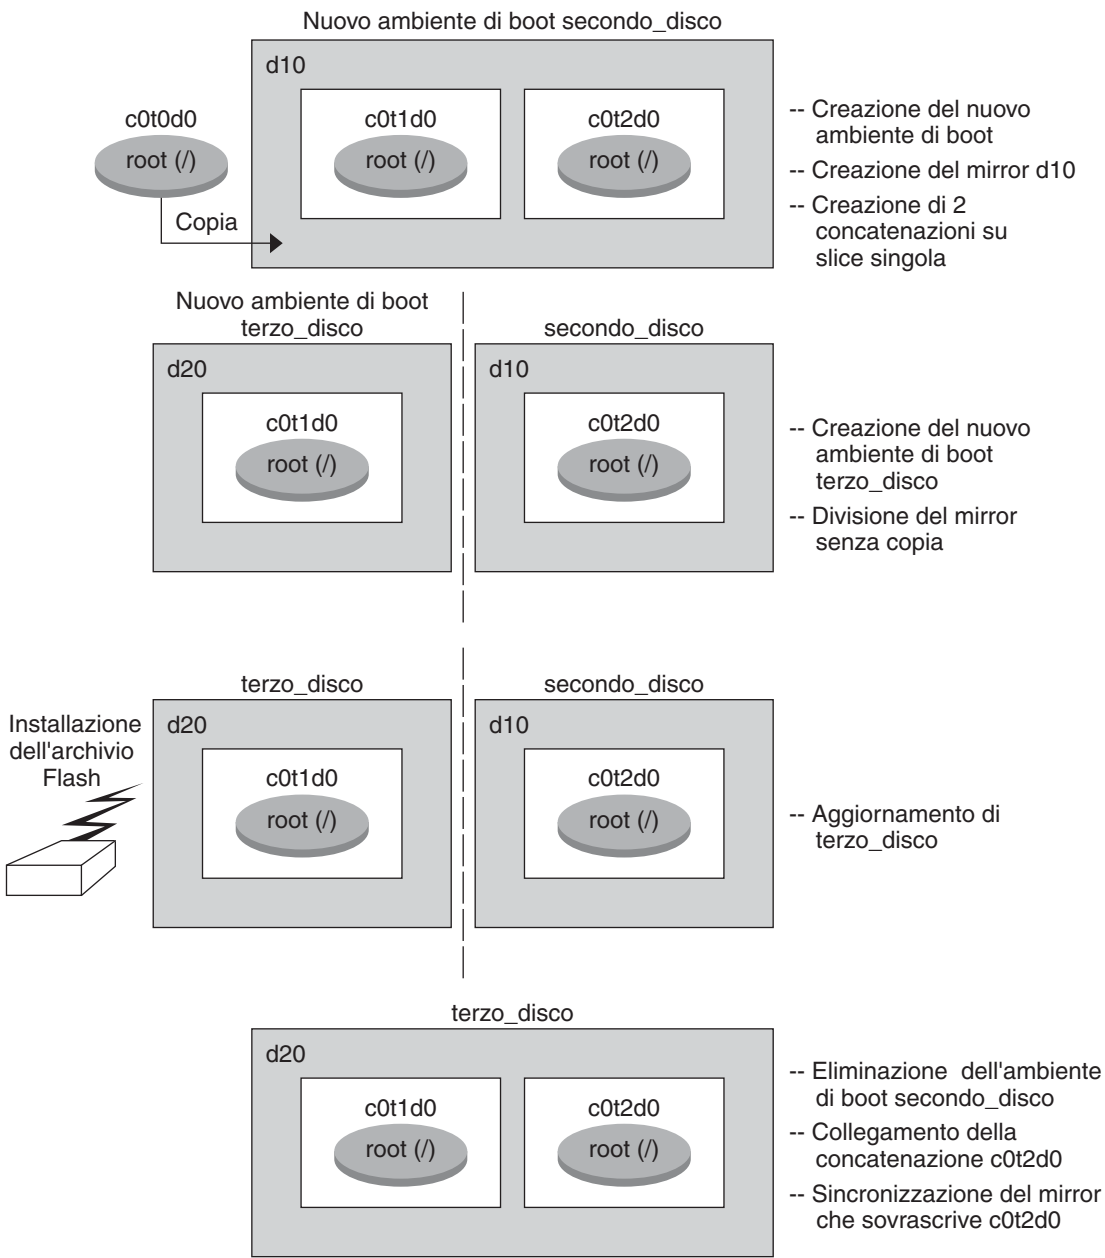 Nuovo ambiente di boot secondo_disco
d10
c0t0d0
root (/)
Copia
c0t1d0
root (/)
c0t2d0
root (/)
-- Creazione del nuovo
ambiente di boot
-- Creazione del mirror d10
-- Creazione di 2
concatenazioni su
slice singola
Nuovo ambiente di boot
terzo_disco
d20
c0t1d0
root (/)
secondo_disco
d10
c0t2d0
root (/)
-- Creazione del nuovo
ambiente di boot
terzo_disco
-- Divisione del mirror
senza copia
Installazione
dell'archivio
Flash
terzo_disco
d20
c0t1d0
root (/)
secondo_disco
d10
c0t2d0
root (/)
-- Aggiornamento di
terzo_disco
terzo_disco
d20
c0t1d0
root (/)
c0t2d0
root (/)
-- Eliminazione dell'ambiente
di boot secondo_disco
-- Collegamento della
concatenazione c0t2d0
-- Sincronizzazione del mirror
che sovrascrive c0t2d0